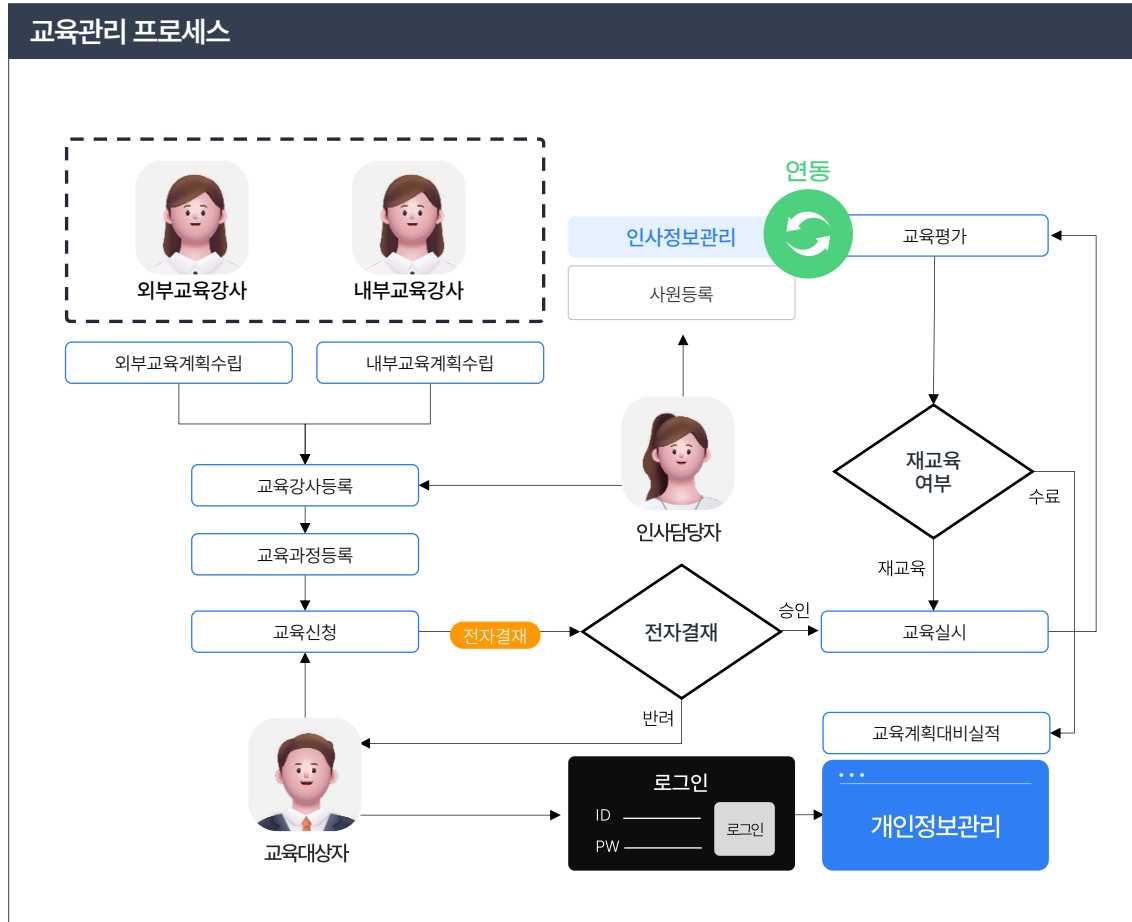 교육관리 프로세스
외부교육강사
내부교육강사
연동
인사정보관리
교육평가
사원등록
외부교육계획수립
내부교육계획수립
재교육
여부
수료
교육강사등록
인사담당자
교육과정등록
재교육
교육신청
전자결재
전자결재
승인
교육실시
반려
교육계획대비실적
교육대상자
로그인
ID
PW
로그인
개인정보관리